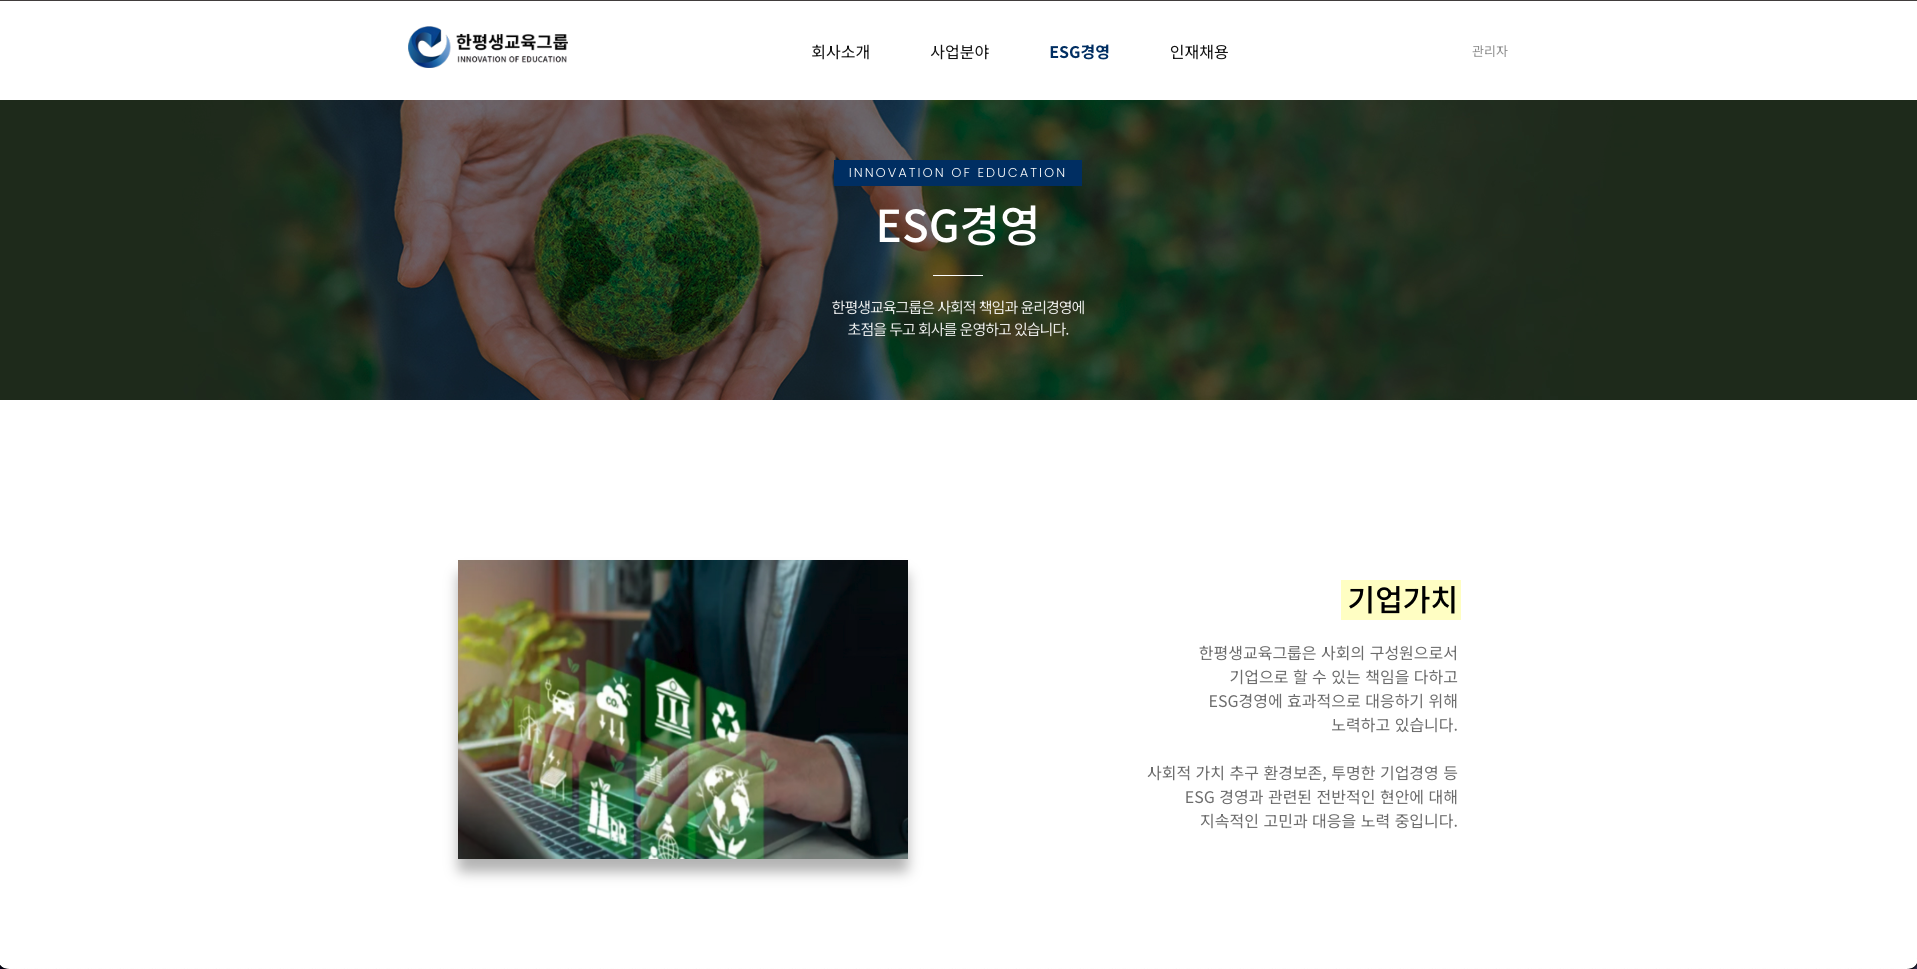 한평생교육그룹
INNOVATION OF EDUCATION
회사소개
사업분야
ESG경영
인재채용
관리자
INNOVATION OF EDUCATION
ESG경영
한평생교육그룹은 사회적 책임과 윤리경영에
초점을 두고 회사를 운영하고 있습니다.
CO₂
기업가치
한평생교육그룹은 사회의 구성원으로서
기업으로 할 수 있는 책임을 다하고
ESG경영에 효과적으로 대응하기 위해
노력하고 있습니다.
사회적 가치 추구 환경보존, 투명한 기업경영 등
ESG 경영과 관련된 전반적인 현안에 대해
지속적인 고민과 대응을 노력 중입니다.